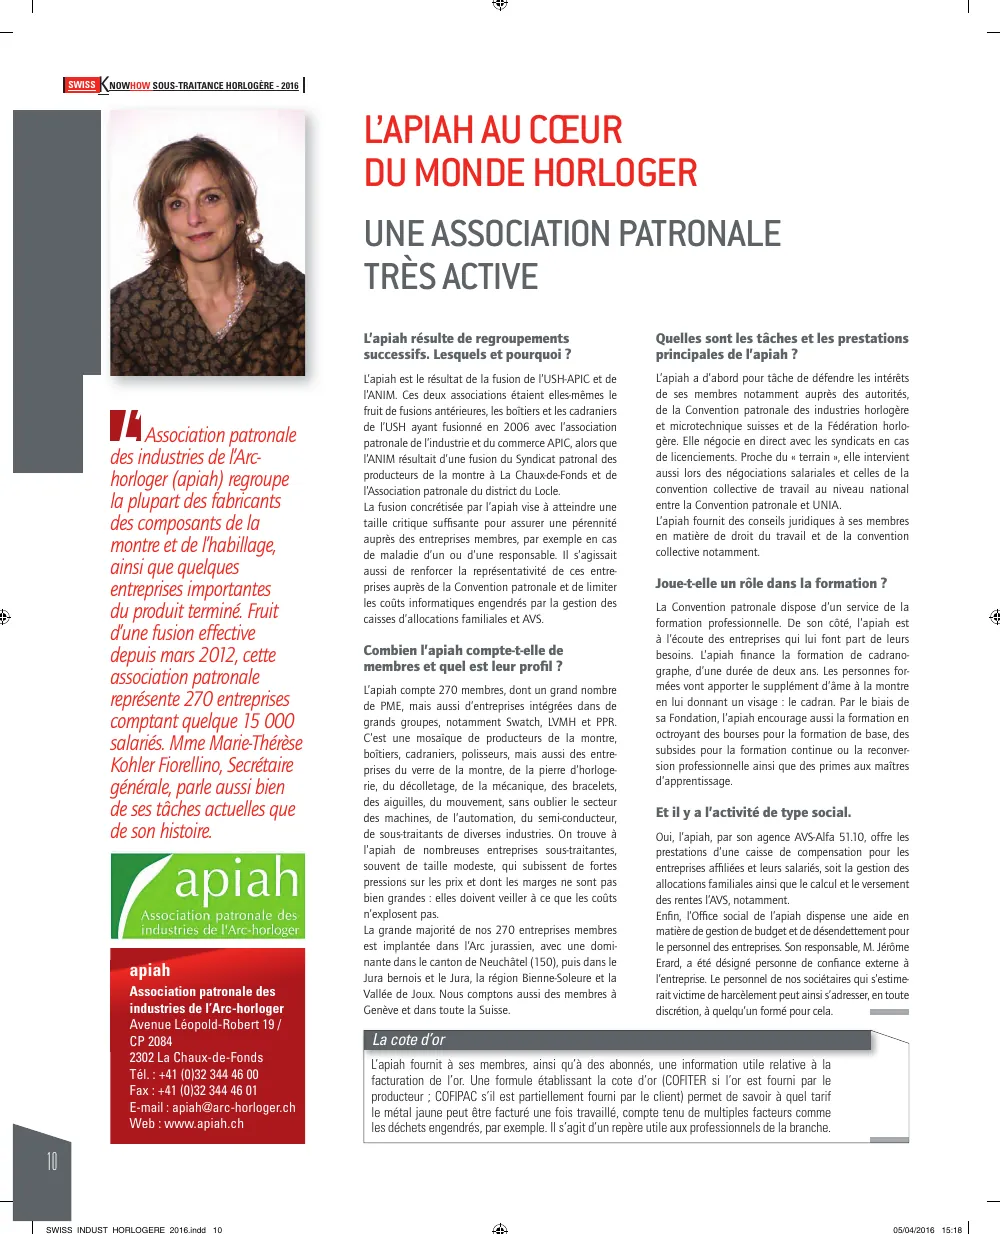 SWISS KNOWHOW SOUS-TRAITANCE HORLOGÈRE - 2016
L’APIAH AU CŒUR
DU MONDE HORLOGER
UNE ASSOCIATION PATRONALE
TRÈS ACTIVE
L’Association patronale
des industries de l’Arc-
horloger (apiah) regroupe
la plupart des fabricants
des composants de la
montre et de l’habillage,
ainsi que quelques
entreprises importantes
du produit terminé. Fruit
d’une fusion effective
depuis mars 2012, cette
association patronale
représente 270 entreprises
comptant quelque 15 000
salariés. Mme Marie-Thérèse
Kohler Fiorellino, Secrétaire
générale, parle aussi bien
de ses tâches actuelles que
de son histoire.
apiah
Association patronale des
industries de l'Arc-horloger
apiah
Association patronale des
industries de l’Arc-horloger
Avenue Léopold-Robert 19 /
CP 2084
2302 La Chaux-de-Fonds
Tél. : +41 (0)32 344 46 00
Fax : +41 (0)32 344 46 01
E-mail : apiah@arc-horloger.ch
Web : www.apiah.ch
L’apiah résulte de regroupements
successifs. Lesquels et pourquoi ?
L’apiah est le résultat de la fusion de l’USH-APIC et de
l’ANIM. Ces deux associations étaient elles-mêmes le
fruit de fusions antérieures, les boîtiers et les cadraniers
de l’USH ayant fusionné en 2006 avec l’association
patronale de l’industrie et du commerce APIC, alors que
l’ANIM résultait d’une fusion du Syndicat patronal des
producteurs de la montre à La Chaux-de-Fonds et de
l’Association patronale du district du Locle.
La fusion concrétisée par l’apiah vise à atteindre une
taille critique suffisante pour assurer une pérennité
auprès des entreprises membres, par exemple en cas
de maladie d’un ou d’une responsable. Il s’agissait
aussi de renforcer la représentativité de ces entre-
prises auprès de la Convention patronale et de limiter
les coûts informatiques engendrés par la gestion des
caisses d’allocations familiales et AVS.
Combien l’apiah compte-t-elle de
membres et quel est leur profil ?
L’apiah compte 270 membres, dont un grand nombre
de PME, mais aussi d’entreprises intégrées dans de
grands groupes, notamment Swatch, LVMH et PPR.
C’est une mosaïque de producteurs de la montre,
boîtiers, cadraniers, polisseurs, mais aussi des entre-
prises du verre de la montre, de la pierre d’horloge-
rie, du décolletage, de la mécanique, des bracelets,
des aiguilles, du mouvement, sans oublier le secteur
des machines, de l’automation, du semi-conducteur,
de sous-traitants de diverses industries. On trouve à
l’apiah de nombreuses entreprises sous-traitantes,
souvent de taille modeste, qui subissent de fortes
pressions sur les prix et dont les marges ne sont pas
bien grandes : elles doivent veiller à ce que les coûts
n’explosent pas.
La grande majorité de nos 270 entreprises membres
est implantée dans l’Arc jurassien, avec une domi-
nante dans le canton de Neuchâtel (150), puis dans le
Jura bernois et le Jura, la région Bienne-Soleure et la
Vallée de Joux. Nous comptons aussi des membres à
Genève et dans toute la Suisse.
Quelles sont les tâches et les prestations
principales de l’apiah ?
L’apiah a d’abord pour tâche de défendre les intérêts
de ses membres notamment auprès des autorités,
de la Convention patronale des industries horlogère
et microtechnique suisses et de la Fédération horlo-
gère. Elle négocie en direct avec les syndicats en cas
de licenciements. Proche du « terrain », elle intervient
aussi lors des négociations salariales et celles de la
convention collective de travail au niveau national
entre la Convention patronale et UNIA.
L’apiah fournit des conseils juridiques à ses membres
en matière de droit du travail et de la convention
collective notamment.
Joue-t-elle un rôle dans la formation ?
La Convention patronale dispose d’un service de la
formation professionnelle. De son côté, l’apiah est
à l’écoute des entreprises qui lui font part de leurs
besoins. L’apiah finance la formation de cadrano-
graphe, d’une durée de deux ans. Les personnes for-
mées vont apporter le supplément d’âme à la montre
en lui donnant un visage : le cadran. Par le biais de
sa Fondation, l’apiah encourage aussi la formation en
octroyant des bourses pour la formation de base, des
subsides pour la formation continue ou la reconver-
sion professionnelle ainsi que des primes aux maîtres
d’apprentissage.
Et il y a l’activité de type social.
Oui, l’apiah, par son agence AVS-Alfa 51.10, offre les
prestations d’une caisse de compensation pour les
entreprises affiliées et leurs salariés, soit la gestion des
allocations familiales ainsi que le calcul et le versement
des rentes l’AVS, notamment.
Enfin, l’Office social de l’apiah dispense une aide en
matière de gestion de budget et de désendettement pour
le personnel des entreprises. Son responsable, M. Jérôme
Erard, a été désigné personne de confiance externe à
l’entreprise. Le personnel de nos sociétaires qui s’estime-
rait victime de harcèlement peut ainsi s’adresser, en toute
discrétion, à quelqu’un formé pour cela.
La cote d’or
L’apiah fournit à ses membres, ainsi qu’à des abonnés, une information utile relative à la
facturation de l’or. Une formule établissant la cote d’or (COFITER si l’or est fourni par le
producteur ; COFIPAC s’il est partiellement fourni par le client) permet de savoir à quel tarif
le métal jaune peut être facturé une fois travaillé, compte tenu de multiples facteurs comme
les déchets engendrés, par exemple. Il s’agit d’un repère utile aux professionnels de la branche.
10
SWISS_INDUST_HORLOGERE_2016.indd 10
05/04/2016 15:18